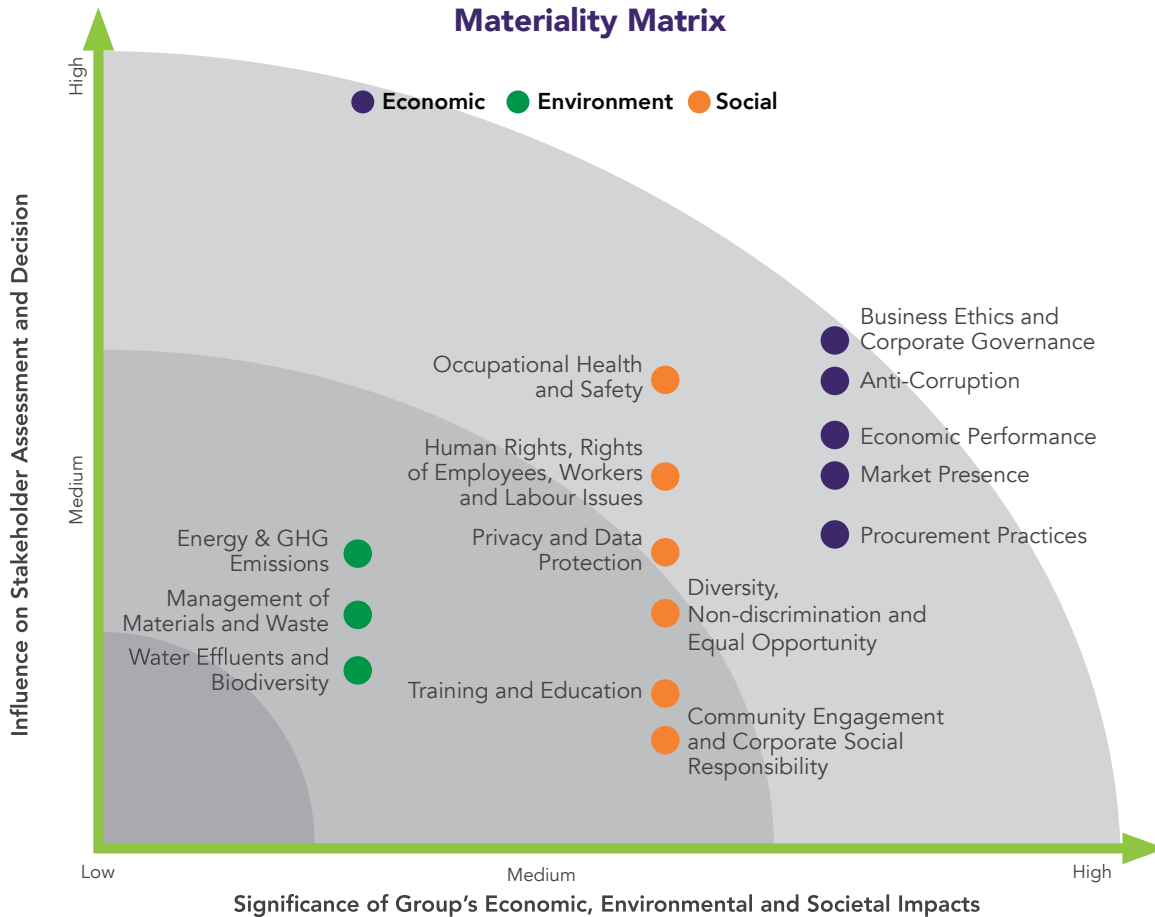 Materiality Matrix
High
Economic
Environment
Social
Influence on Stakeholder Assessment and Decision
Business Ethics and
Corporate Governance
Occupational Health
and Safety
Anti-Corruption
Economic Performance
Human Rights, Rights
of Employees, Workers
and Labour Issues
Market Presence
Medium
Energy & GHG
Emissions
Privacy and Data
Protection
Procurement Practices
Management of
Materials and Waste
Diversity,
Non-discrimination and
Equal Opportunity
Water Effluents and
Biodiversity
Training and Education
Community Engagement
and Corporate Social
Responsibility
Low
Medium
High
Significance of Group's Economic, Environmental and Societal Impacts